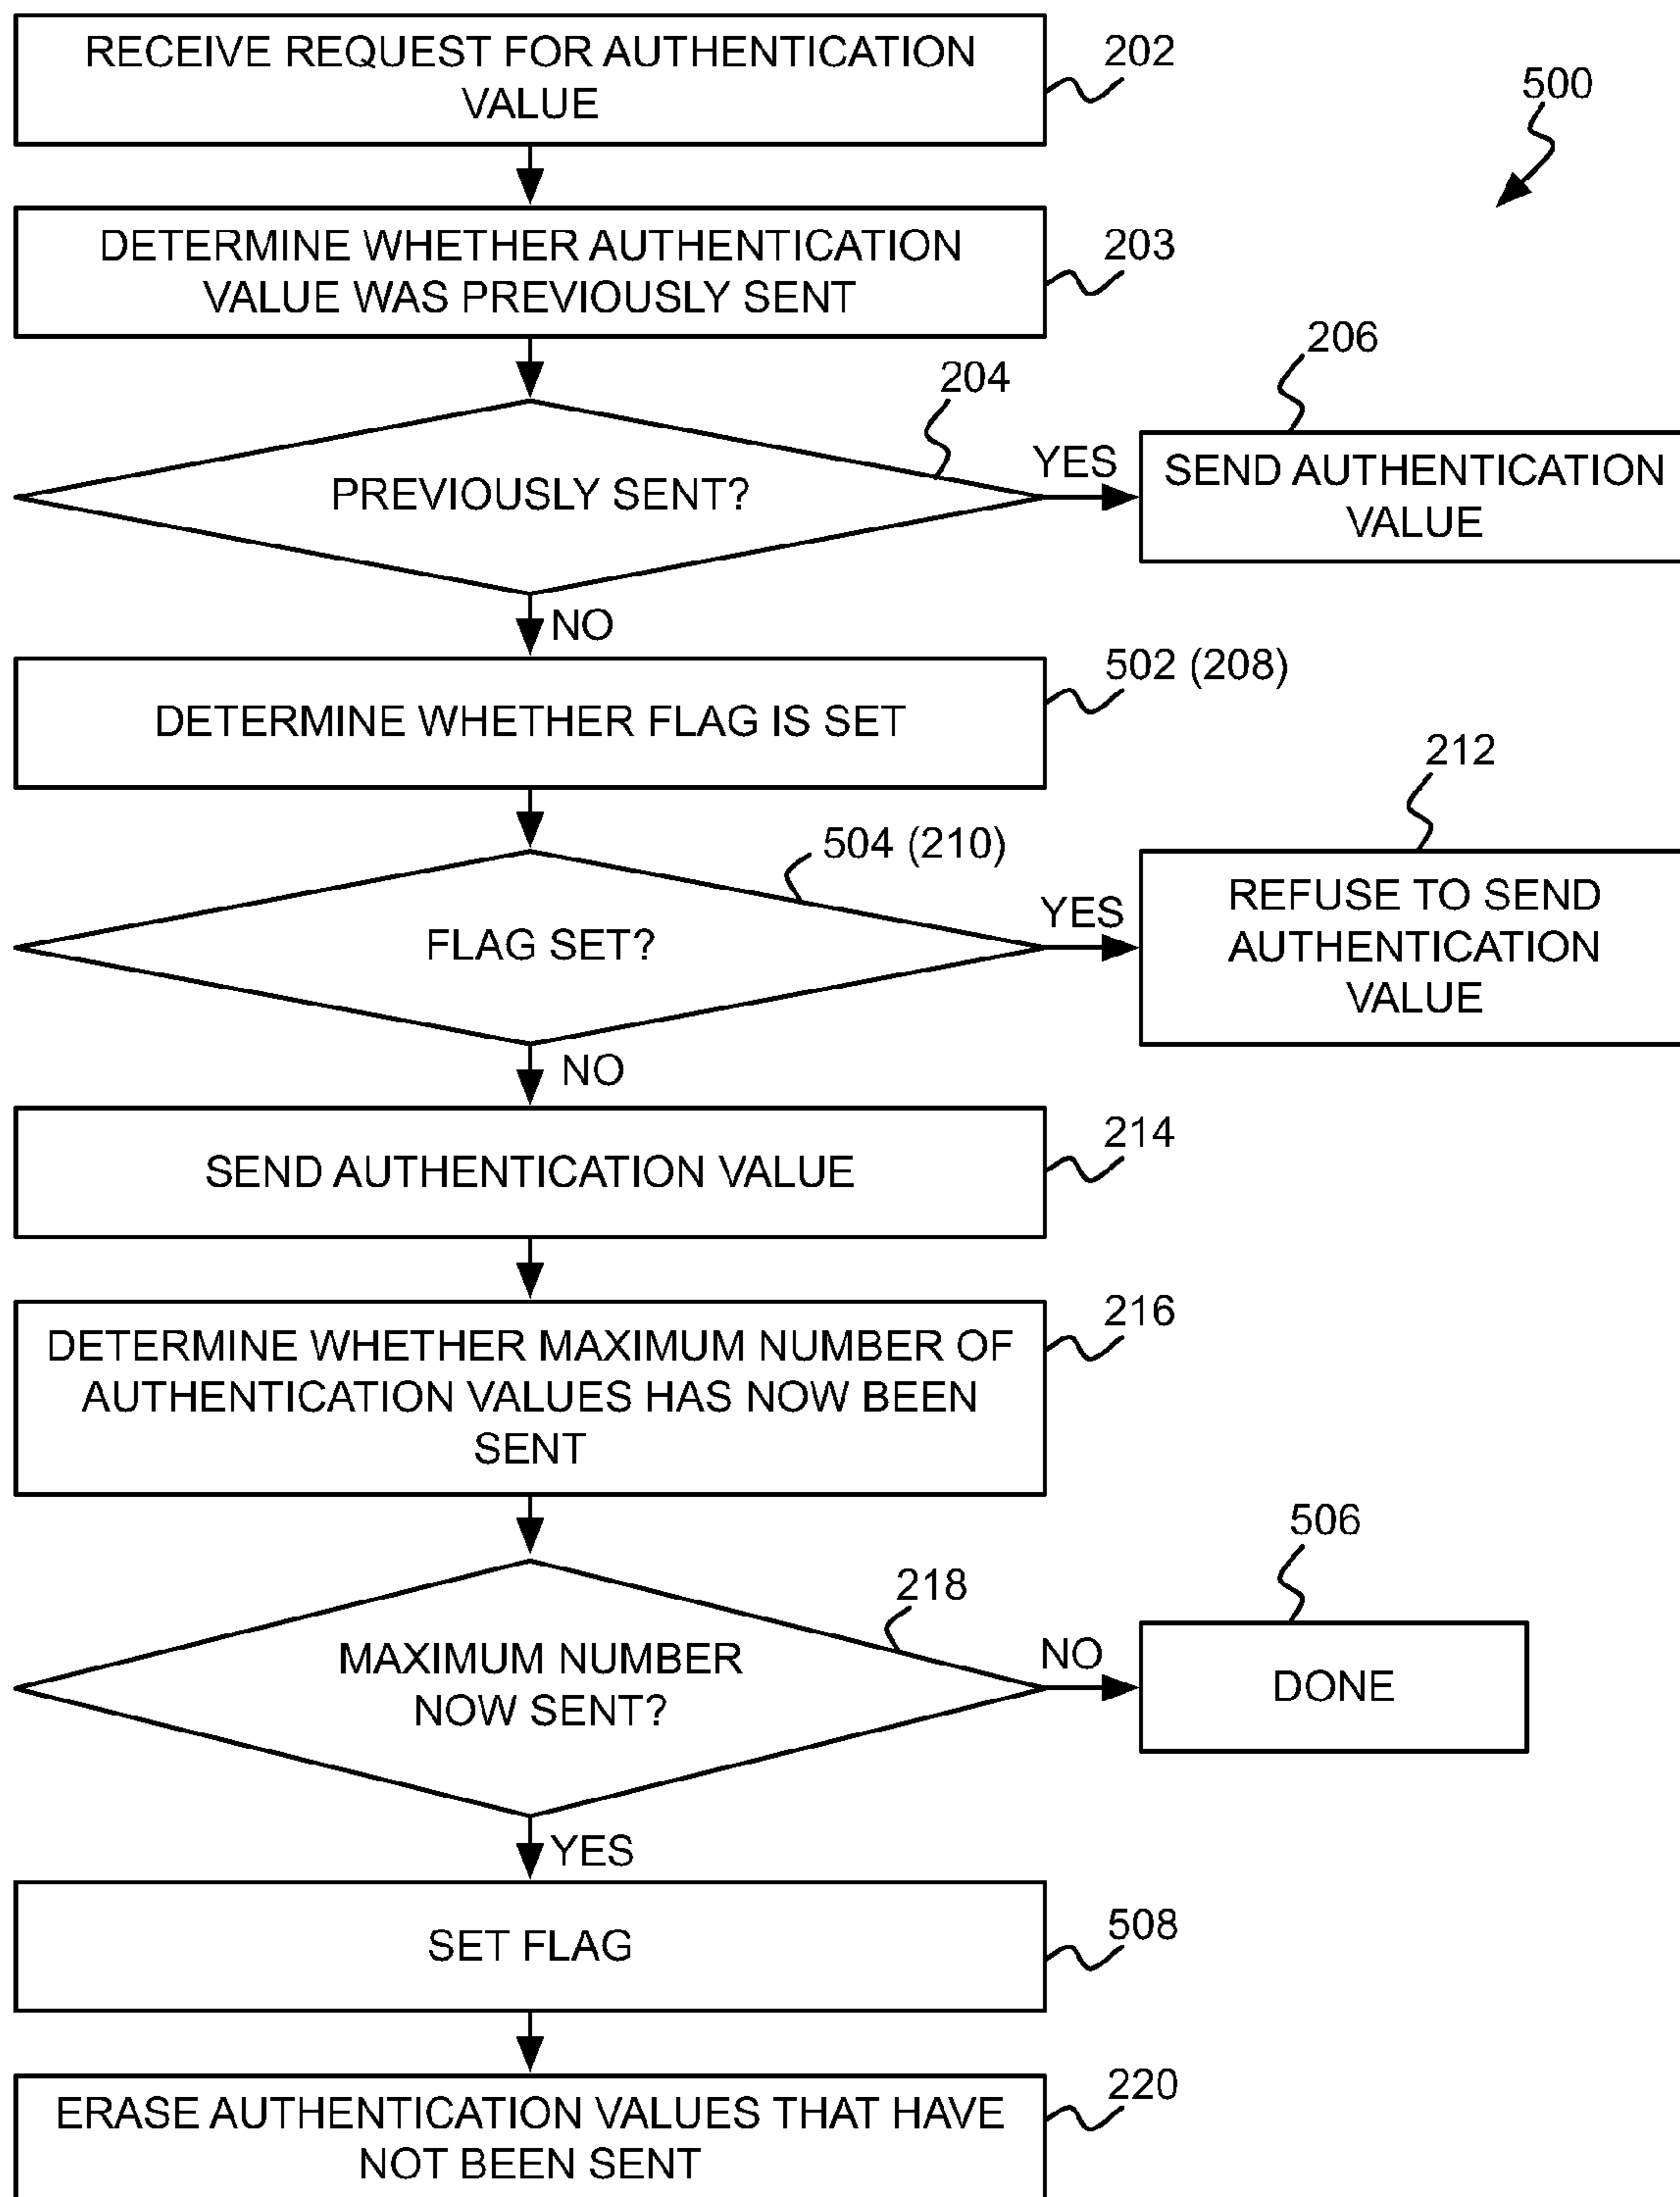 RECEIVE REQUEST FOR AUTHENTICATION
VALUE
202
500
DETERMINE WHETHER AUTHENTICATION
VALUE WAS PREVIOUSLY SENT
203
204
206
PREVIOUSLY SENT?
YES
SEND AUTHENTICATION
VALUE
NO
DETERMINE WHETHER FLAG IS SET
502 (208)
504 (210)
212
FLAG SET?
YES
REFUSE TO SEND
AUTHENTICATION
VALUE
NO
SEND AUTHENTICATION VALUE
214
DETERMINE WHETHER MAXIMUM NUMBER OF
AUTHENTICATION VALUES HAS NOW BEEN
SENT
216
218
506
MAXIMUM NUMBER
NOW SENT?
NO
DONE
YES
SET FLAG
508
ERASE AUTHENTICATION VALUES THAT HAVE
NOT BEEN SENT
220